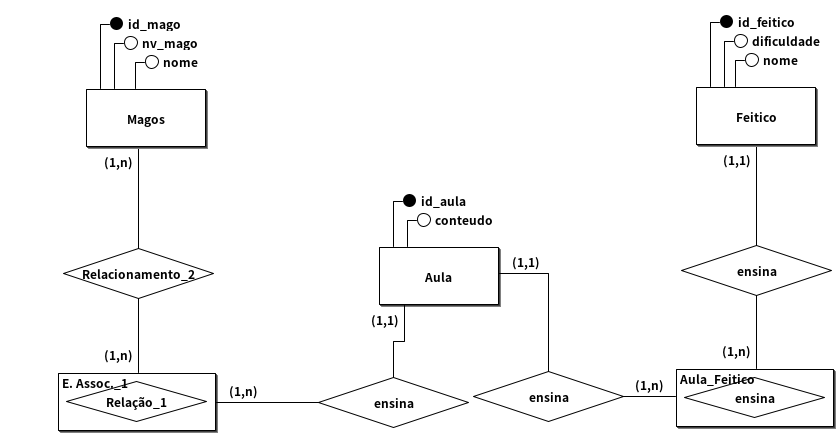 id_mago
nv_mago
nome
Magos
(1,n)
Relacionamento_2
(1,n)
E. Assoc._1
Relação_1
(1,n)
id_aula
conteudo
Aula
(1,1)
(1,1)
ensina
ensina
(1,n)
id_feitico
dificuldade
nome
Feitico
(1,1)
ensina
(1,n)
Aula_Feitico
ensina